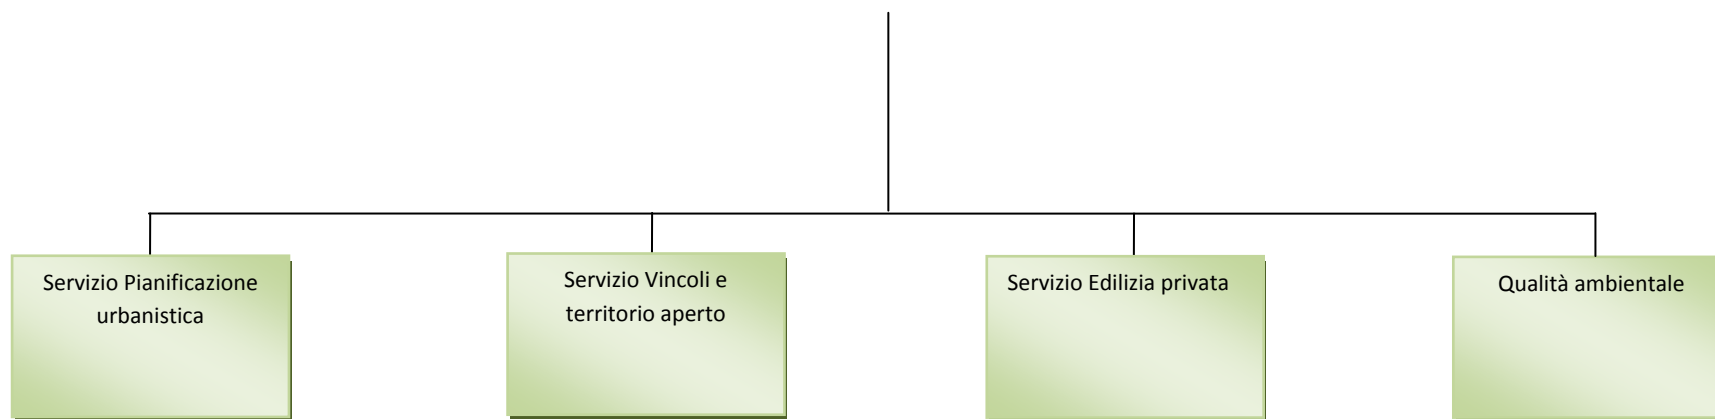 Servizio Pianificazione
urbanistica
Servizio Vincoli e
territorio aperto
Servizio Edilizia privata
Qualità ambientale